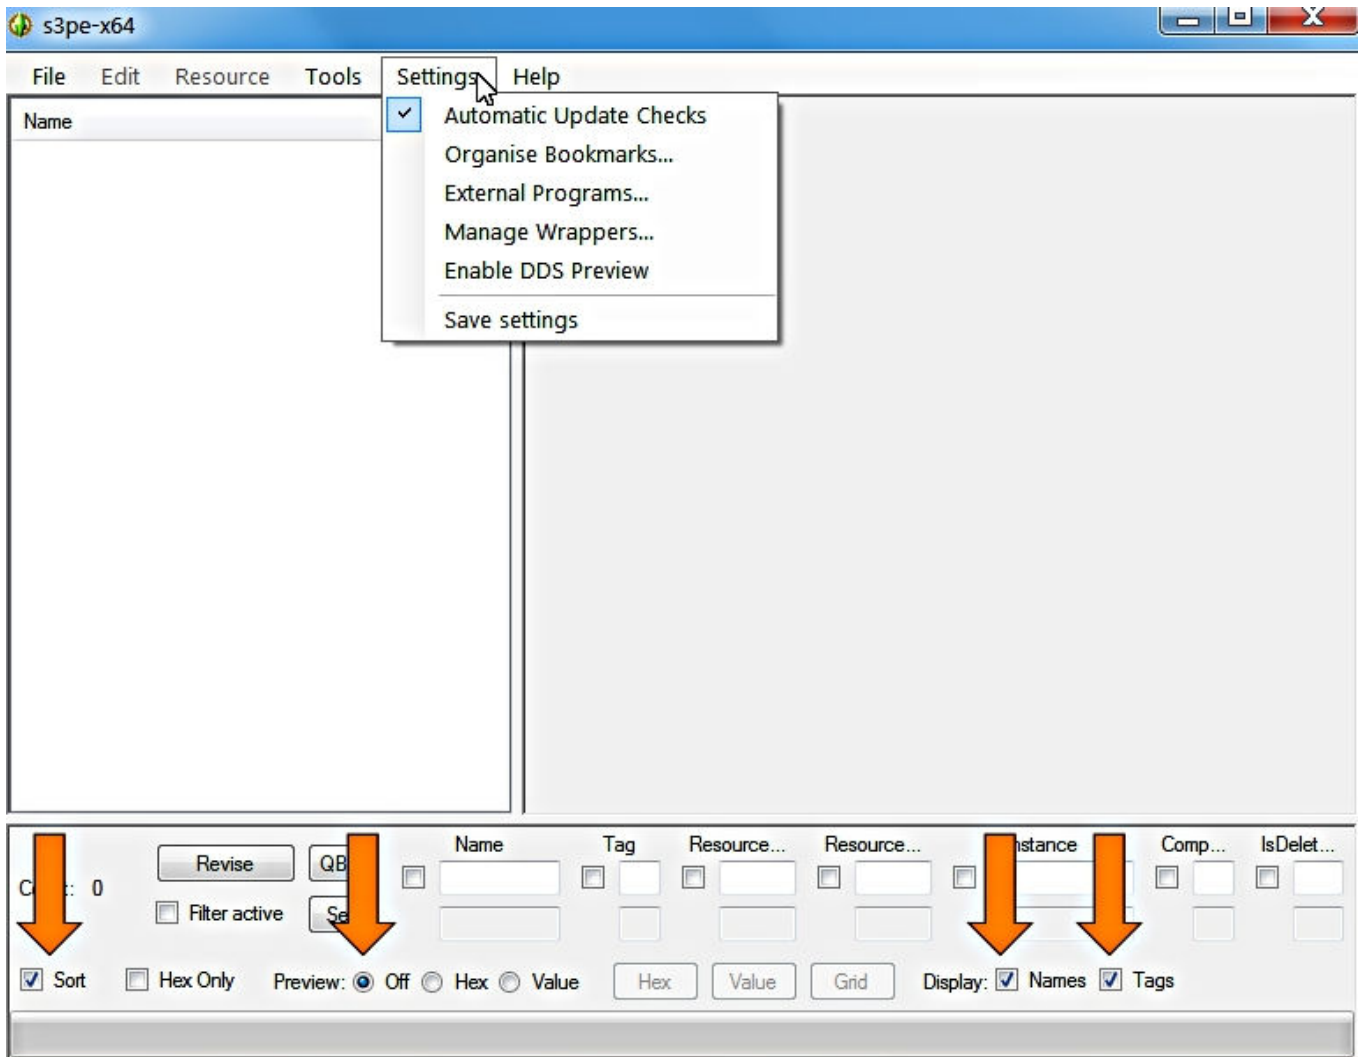 s3pe-x64
File Edit Resource Tools Settings Help
Name
Automatic Update Checks
Organise Bookmarks...
External Programs...
Manage Wrappers...
Enable DDS Preview
Save settings
Name Tag Resource... Resource... Instance Comp... IsDelet...
Revise QB
: 0
Filter active Se
Sort Hex Only Preview: Off Hex Value Hex Value Grid Display: Names Tags